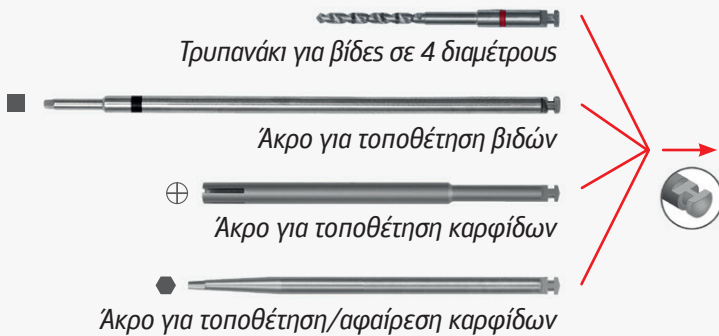 Τρυπανάκι για βίδες σε 4 διαμέτρους
Άκρο για τοποθέτηση βιδών
Άκρο για τοποθέτηση καρφίδων
Άκρο για τοποθέτηση/αφαίρεση καρφίδων